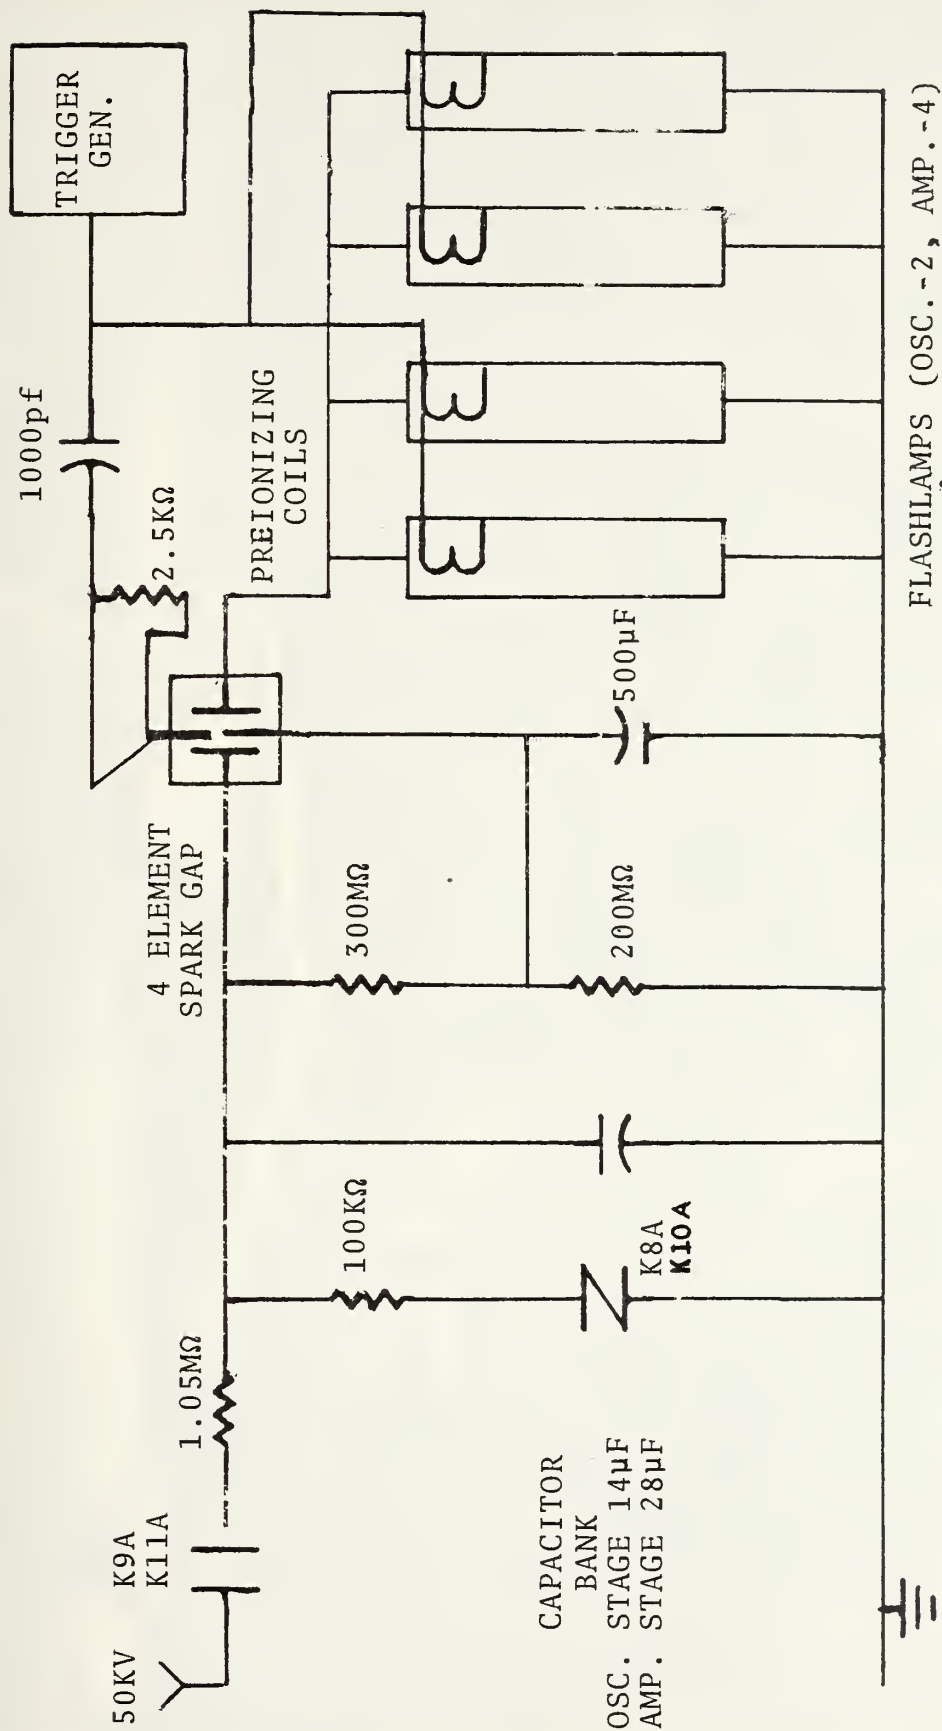 50KV
K9A
K11A
1.05MΩ
CAPACITOR
BANK
OSC. STAGE 14µF
AMP. STAGE 28µF
100KΩ
K8A
K10A
4 ELEMENT
SPARK GAP
300MΩ
200MΩ
500µF
1000pf
2.5KΩ
PREIONIZING
COILS
TRIGGER
GEN.
FLASHLAMPS (OSC.-2, AMP.-4)